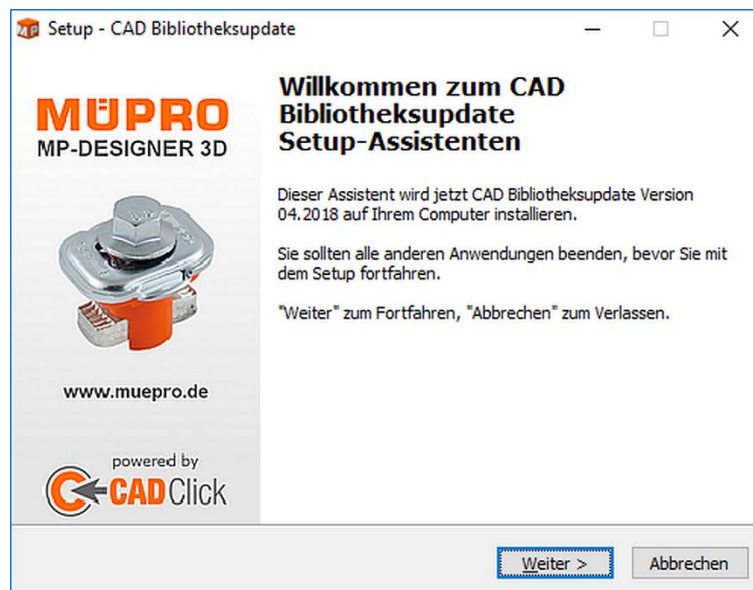 Setup - CAD Bibliotheksupdate
MÜPRO
MP-DESIGNER 3D
www.muepro.de
powered by
CADClick
Willkommen zum CAD
Bibliotheksupdate
Setup-Assistenten
Dieser Assistent wird jetzt CAD Bibliotheksupdate Version
04.2018 auf Ihrem Computer installieren.
Sie sollten alle anderen Anwendungen beenden, bevor Sie mit
dem Setup fortfahren.
"Weiter" zum Fortfahren, "Abbrechen" zum Verlassen.
Weiter >
Abbrechen